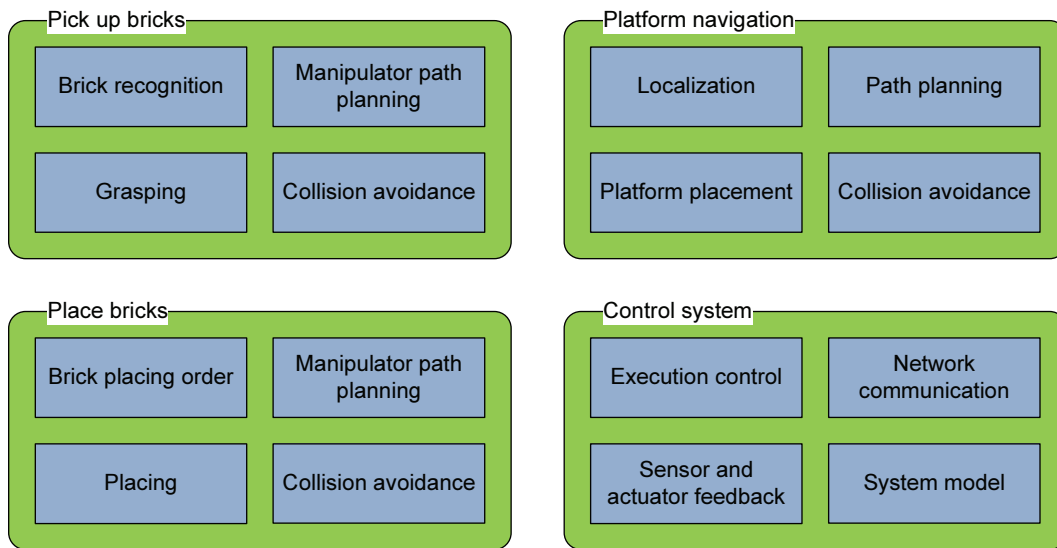 Pick up bricks
Brick recognition
Manipulator path
planning
Grasping
Collision avoidance
Platform navigation
Localization
Path planning
Platform placement
Collision avoidance
Place bricks
Brick placing order
Manipulator path
planning
Placing
Collision avoidance
Control system
Execution control
Network
communication
Sensor and
actuator feedback
System model